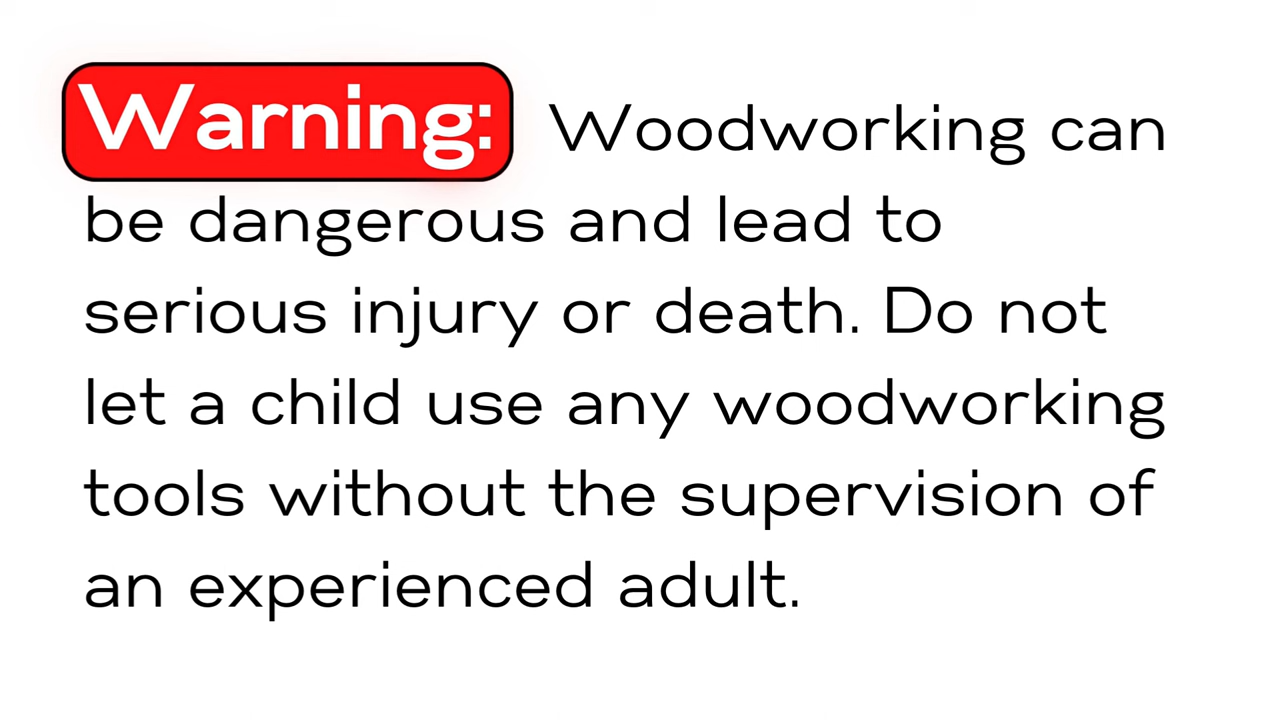 Warning: Woodworking can
be dangerous and lead to
serious injury or death. Do not
let a child use any woodworking
tools without the supervision of
an experienced adult.